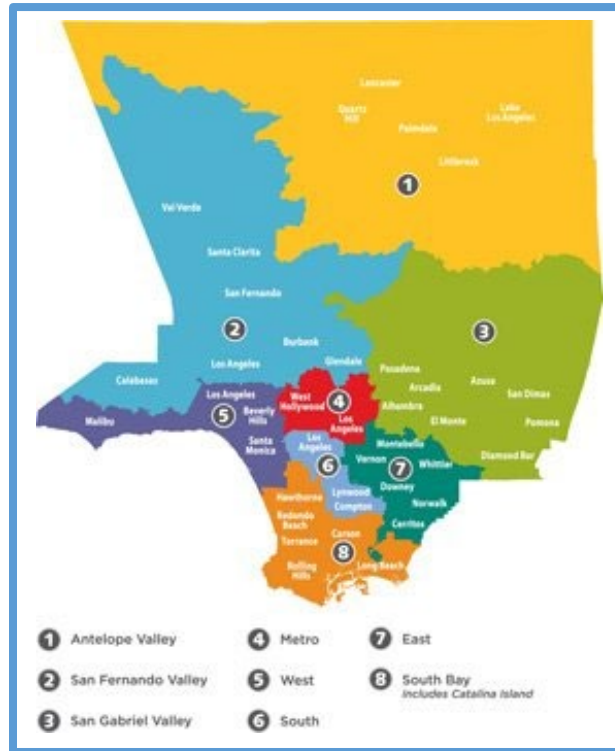 Lancaster
Quartz
Hill
Lake
Los Angeles
Palmdale
Littlerock
1
Val Verde
Santa Clarita
San Fernando
2
Burbank
Glendale
Los Angeles
Calabasas
3
Pasadena
Arcadia
Azusa
San Dimas
Alhambra
El Monte
Pomona
Diamond Bar
West
Hollywood
4
Los
Angeles
Los Angeles
5
Beverly
Hills
Malibu
Santa
Monica
Los
Angeles
6
Lynwood
Compton
Montebello
Vernon
7
Whittier
Downey
Norwalk
Cerritos
Hawthorne
Redondo
Beach
Torrance
Carson
8
Rolling
Hills
Long Beach
1 Antelope Valley
2 San Fernando Valley
3 San Gabriel Valley
4 Metro
5 West
6 South
7 East
8 South Bay
Includes Catalina Island